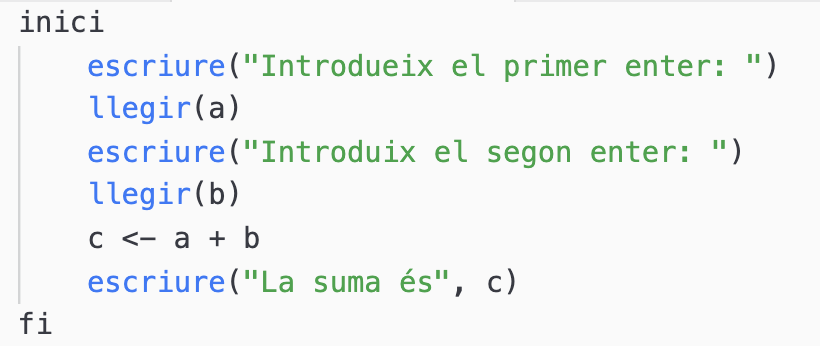 inici
escriure("Introdueix el primer enter: ")
llegir(a)
escriure("Introduix el segon enter: ")
llegir(b)
c <- a + b
escriure("La suma és", c)
fi